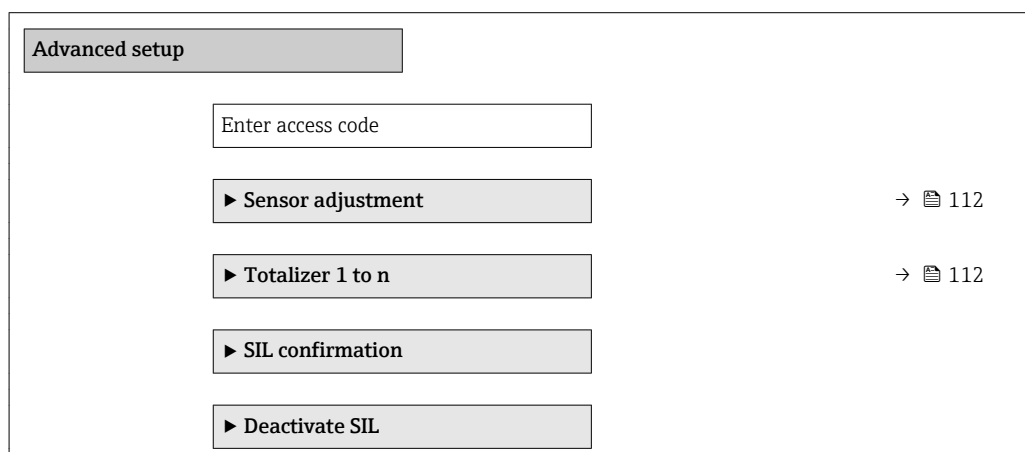 Advanced setup
Enter access code
▶ Sensor adjustment → 112
▶ Totalizer 1 to n → 112
▶ SIL confirmation
▶ Deactivate SIL